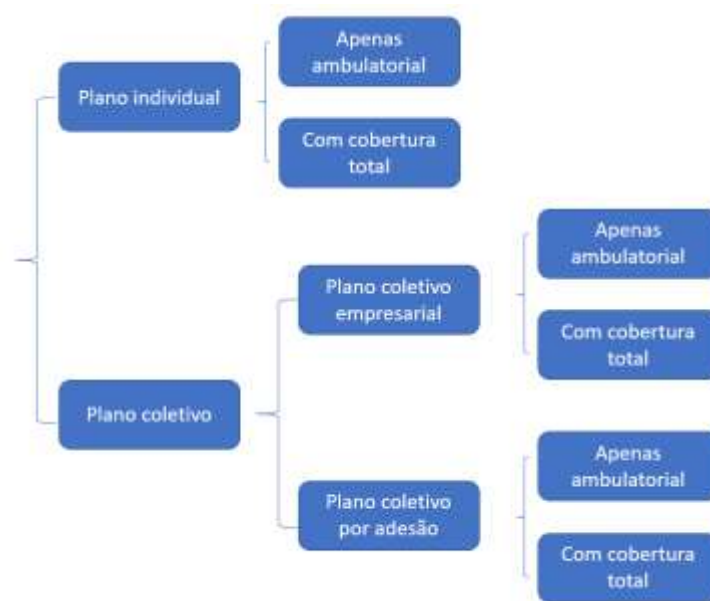 Plano individual
Apenas
ambulatorial
Com cobertura
total
Plano coletivo
Plano coletivo
empresarial
Apenas
ambulatorial
Com cobertura
total
Plano coletivo
por adesão
Apenas
ambulatorial
Com cobertura
total